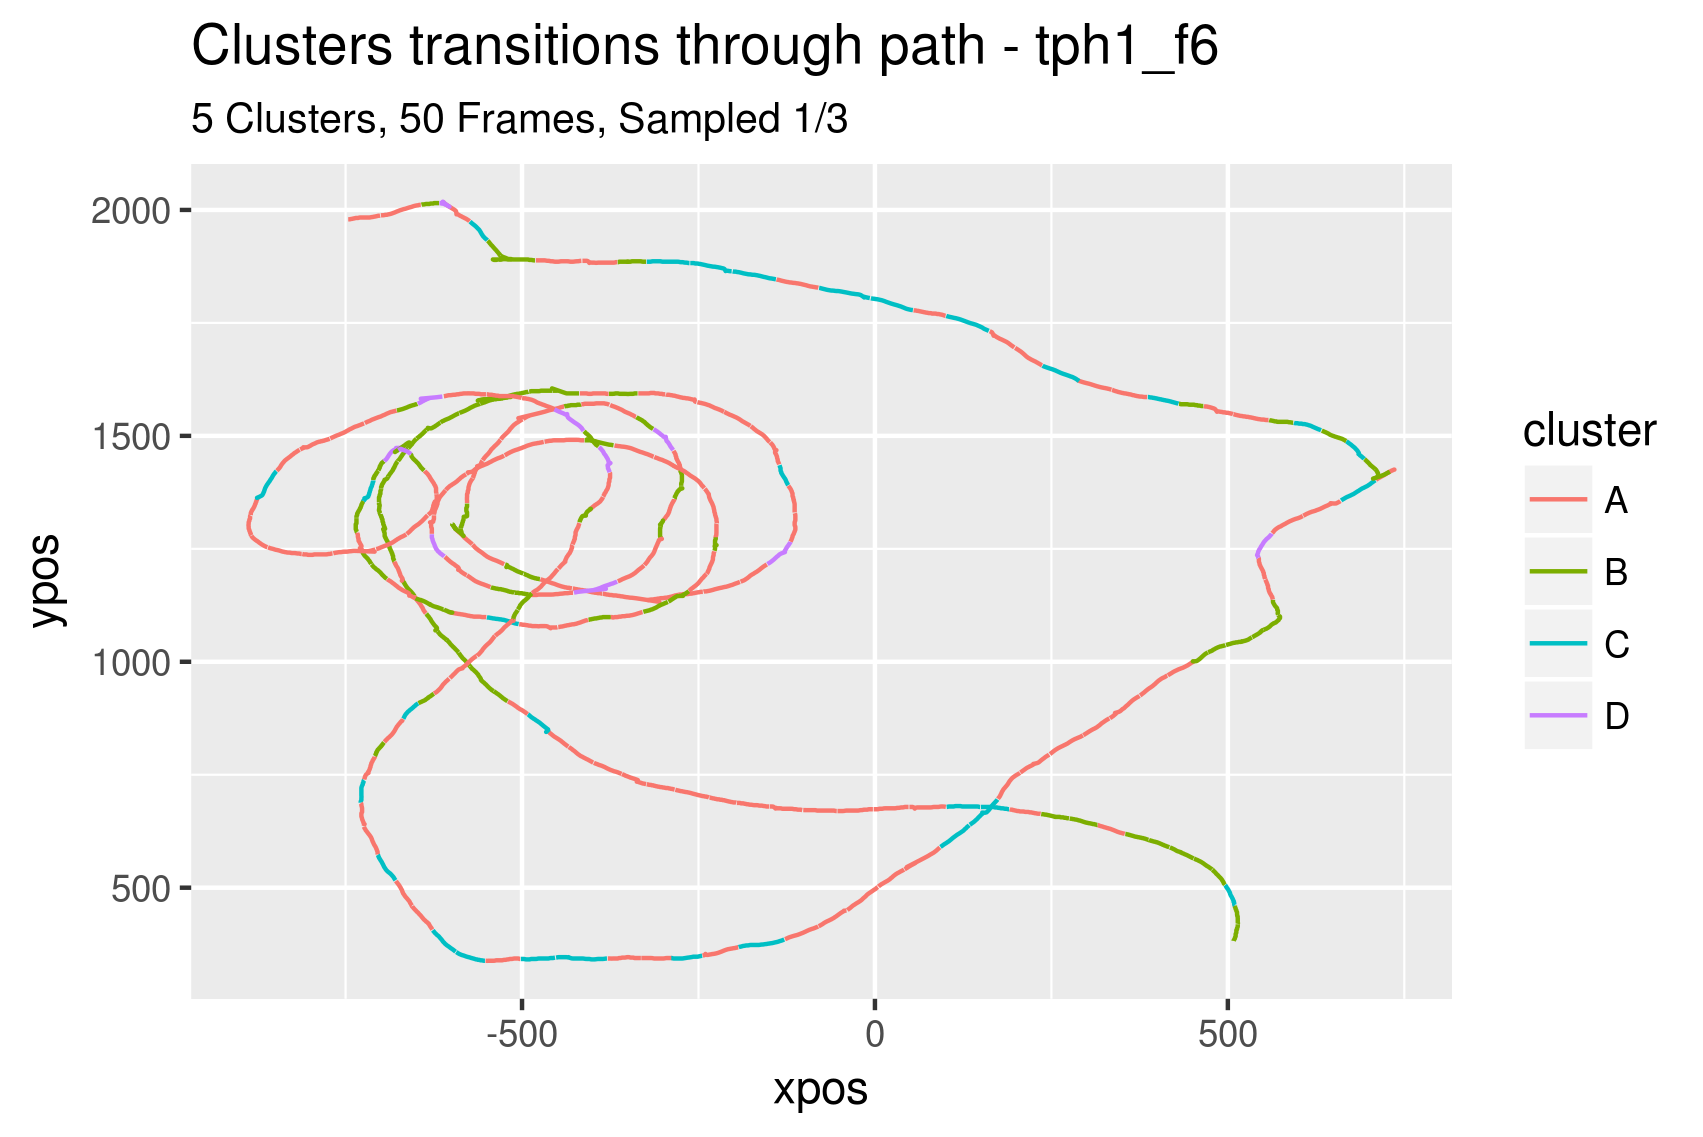 Clusters transitions through path - tph1_f6
5 Clusters, 50 Frames, Sampled 1/3
2000
1500
1000
500
ypos
-500 0 500
xpos
cluster
A
B
C
D